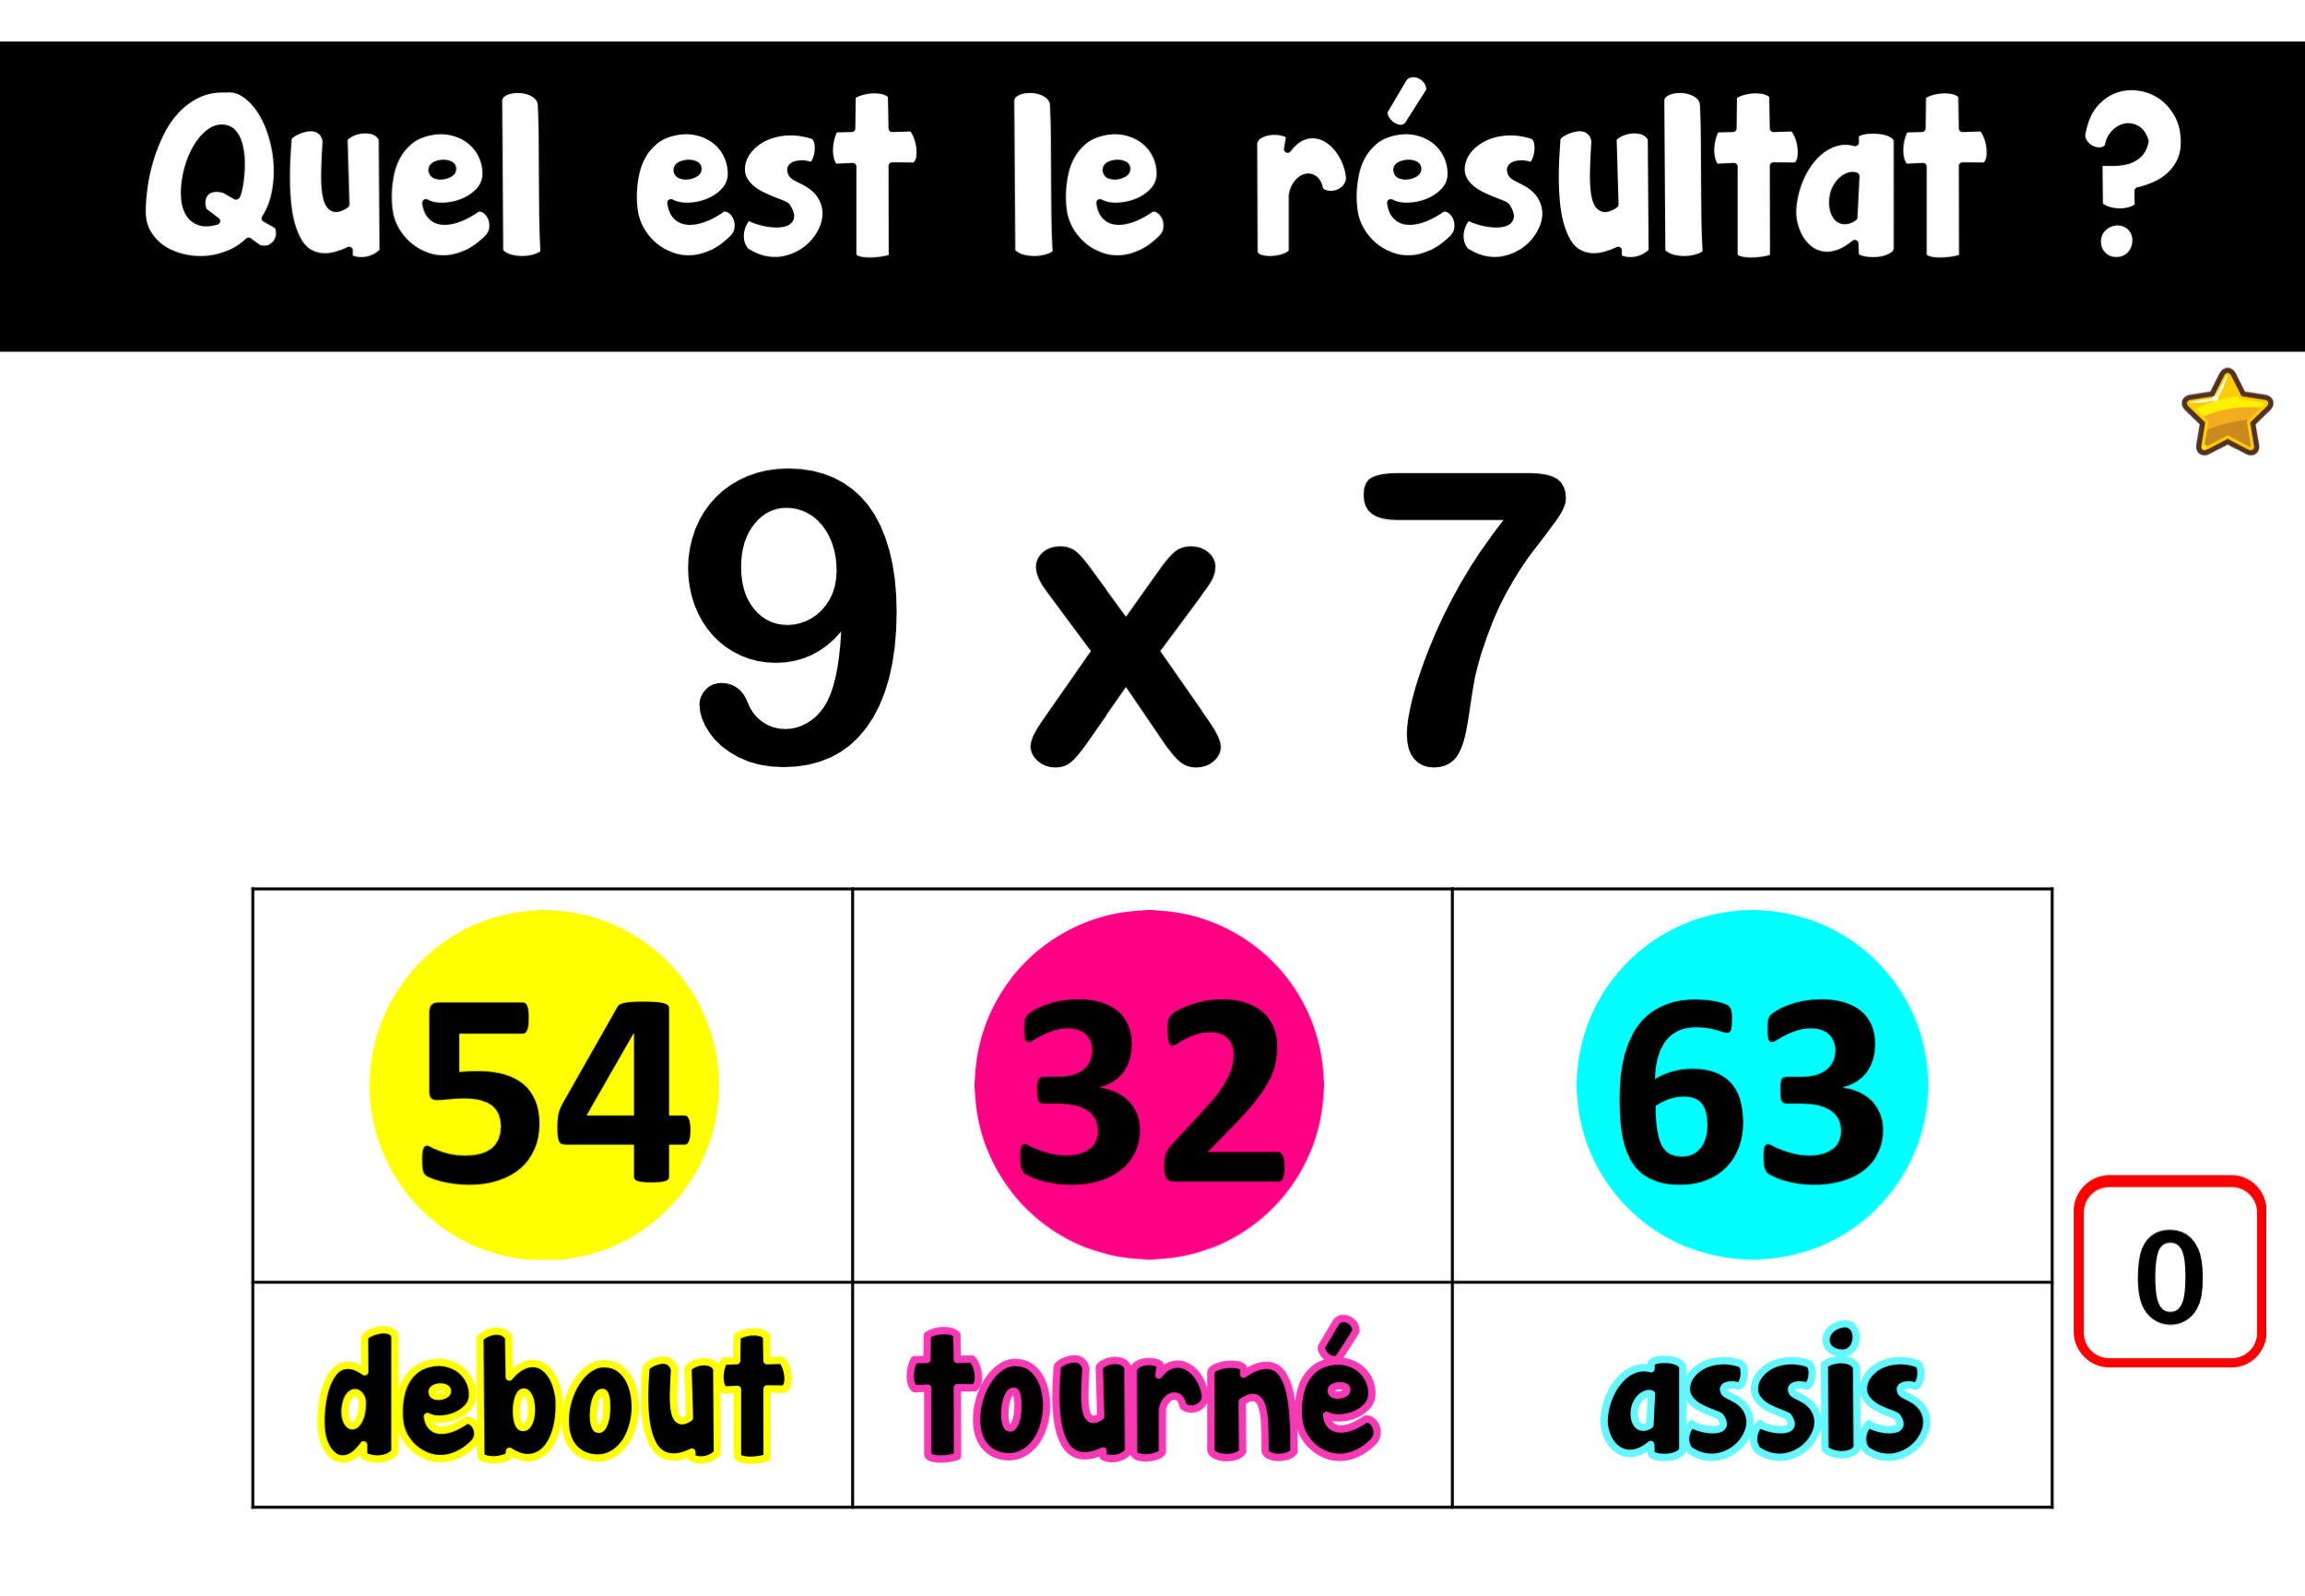 Quel est le résultat ?
9 x 7
54 32 63
0
debout tourné assis